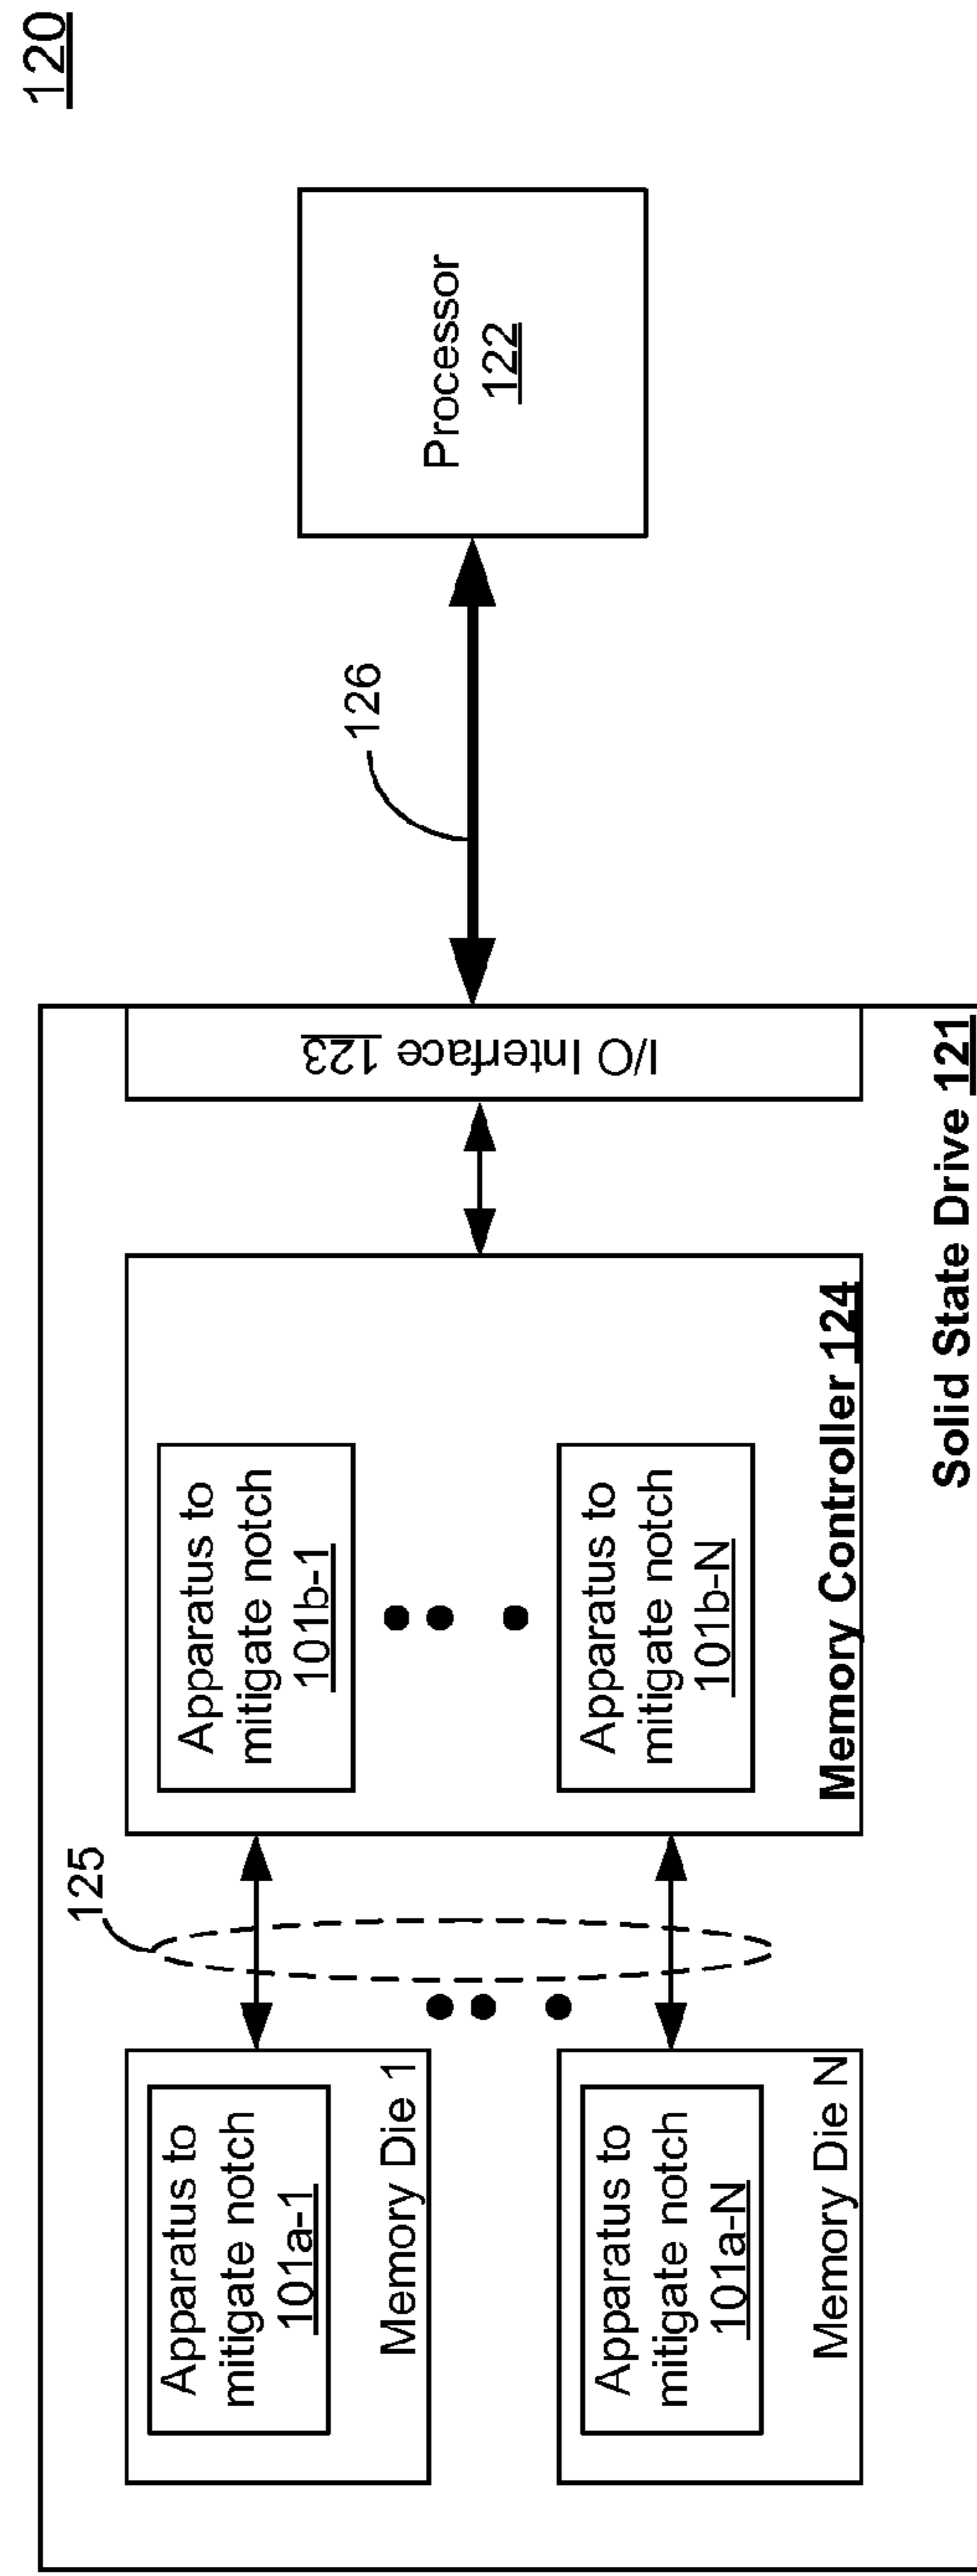 120
Apparatus to
mitigate notch
101a-1
Memory Die 1
Apparatus to
mitigate notch
101a-N
Memory Die N
125
Apparatus to
mitigate notch
101b-1
Apparatus to
mitigate notch
101b-N
Memory Controller 124
I/O Interface 123
Solid State Drive 121
126
Processor
122